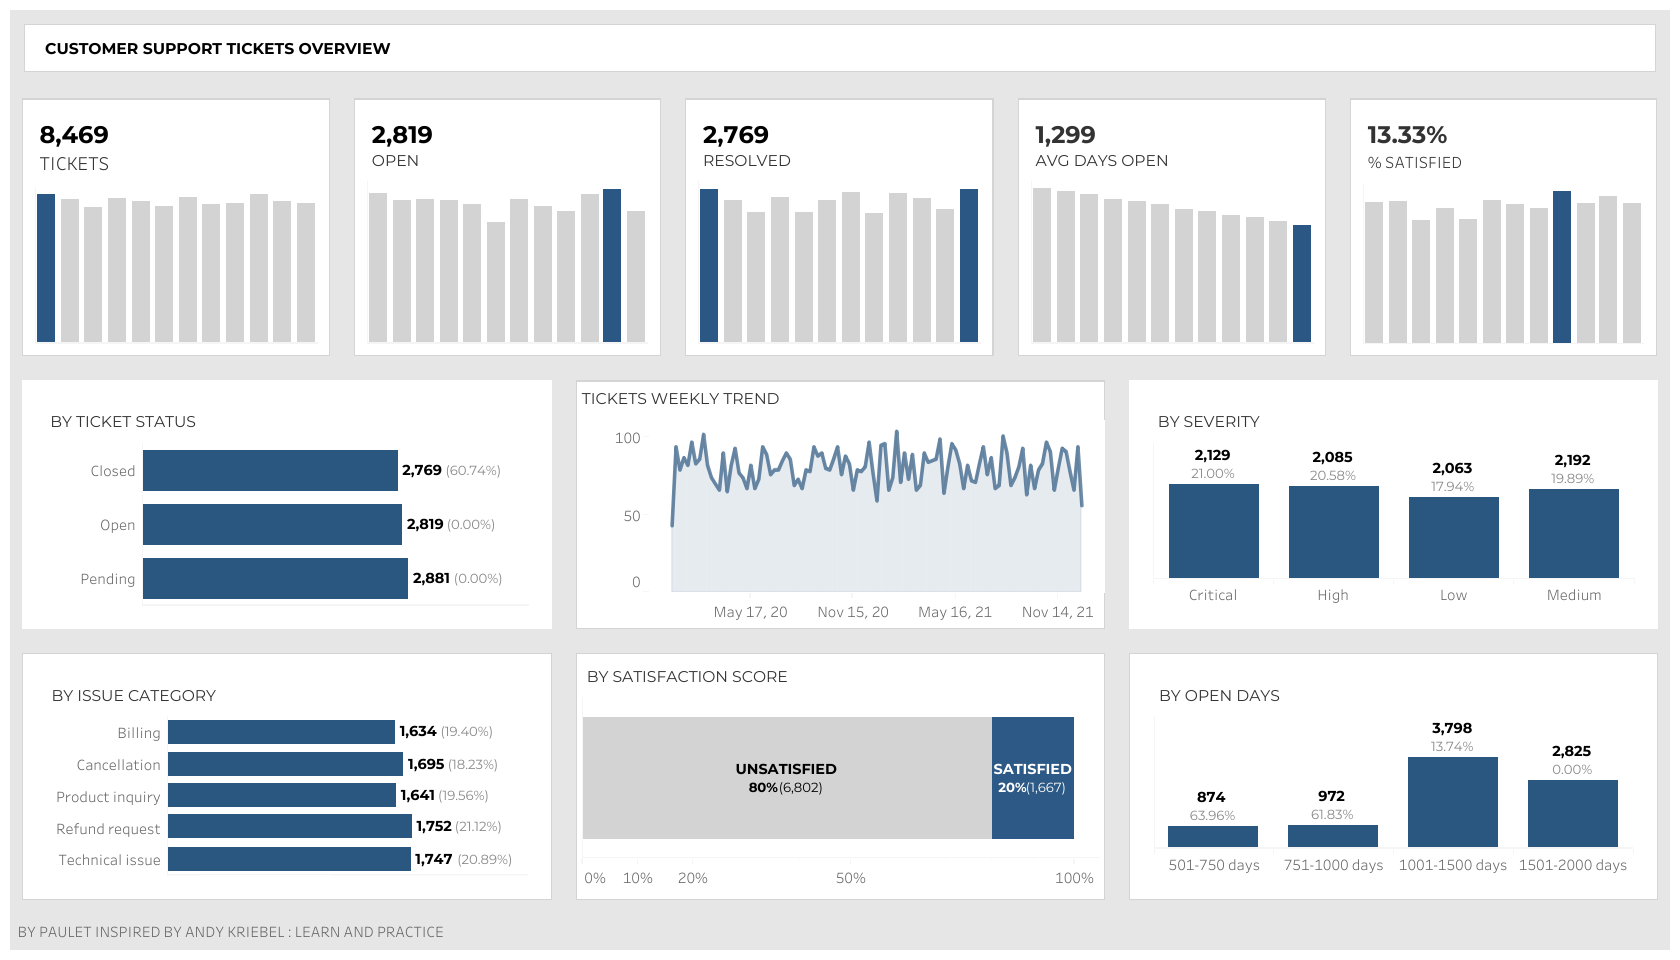 CUSTOMER SUPPORT TICKETS OVERVIEW
8,469
TICKETS
2,819
OPEN
2,769
RESOLVED
1,299
AVG DAYS OPEN
13.33%
% SATISFIED
BY TICKET STATUS
Closed 2,769 (60.74%)
Open 2,819 (0.00%)
Pending 2,881 (0.00%)
TICKETS WEEKLY TREND
100
50
0
May 17, 20 Nov 15, 20 May 16, 21 Nov 14, 21
BY SEVERITY
2,129 2,085 2,063 2,192
21.00% 20.58% 17.94% 19.89%
Critical High Low Medium
BY ISSUE CATEGORY
Billing 1,634 (19.40%)
Cancellation 1,695 (18.23%)
Product inquiry 1,641 (19.56%)
Refund request 1,752 (21.12%)
Technical issue 1,747 (20.89%)
BY SATISFACTION SCORE
UNSATISFIED
80%(6,802)
SATISFIED
20%(1,667)
0% 10% 20% 50% 100%
BY OPEN DAYS
874 972 3,798 2,825
63.96% 61.83% 13.74% 0.00%
501-750 days 751-1000 days 1001-1500 days 1501-2000 days
BY PAULET INSPIRED BY ANDY KRIEBEL : LEARN AND PRACTICE